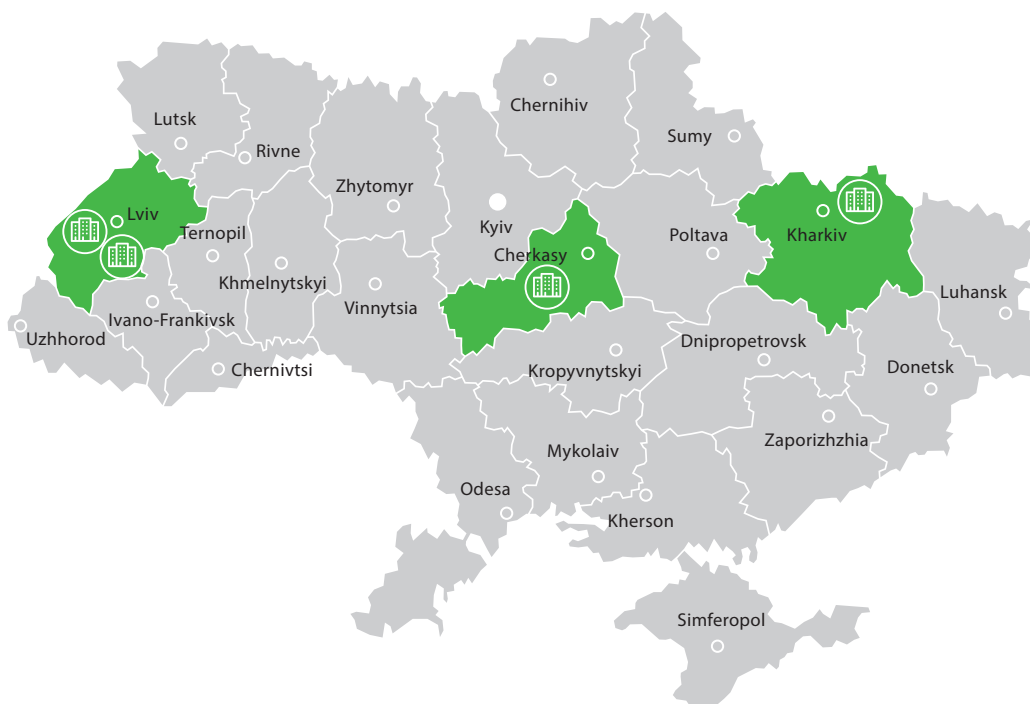 Chernihiv
Lutsk
Sumy
Rivne
Zhytomyr
Lviv
Kyiv
Kharkiv
Ternopil
Cherkasy
Poltava
Khmelnytskyi
Vinnytsia
Luhansk
Ivano-Frankivsk
Uzhhorod
Dnipropetrovsk
Chernivtsi
Kropyvnytskyi
Donetsk
Zaporizhzhia
Mykolaiv
Odesa
Kherson
Simferopol